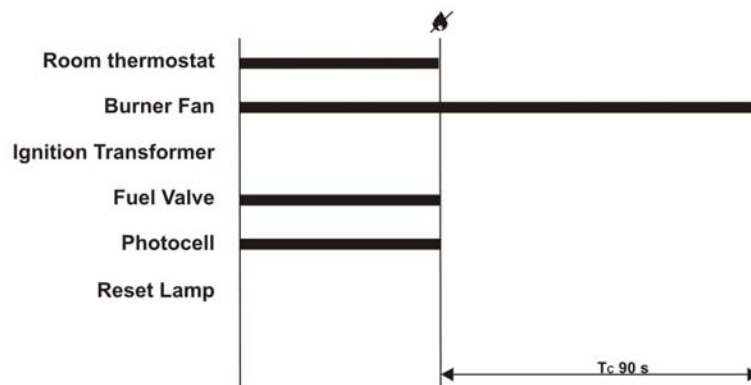 Room thermostat
Burner Fan
Ignition Transformer
Fuel Valve
Photocell
Reset Lamp
Tc 90 s